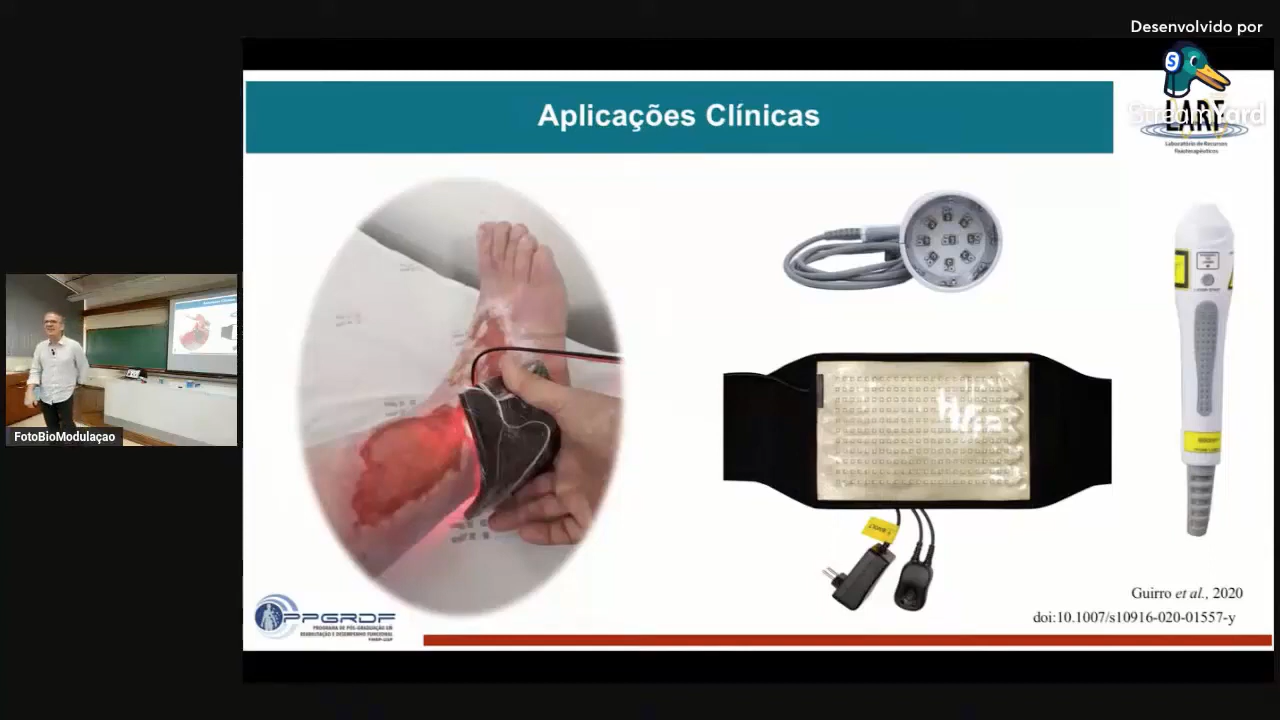 Desenvolvido por
StreamYard
Aplicações Clínicas
LARF
Laboratório de Recursos
Fisioterapêuticos
FotoBioModulaçao
Guirro et al., 2020
doi:10.1007/s10916-020-01557-y
PPGRDF
PROGRAMA DE PÓS-GRADUAÇÃO EM
REABILITAÇÃO E DESEMPENHO FUNCIONAL